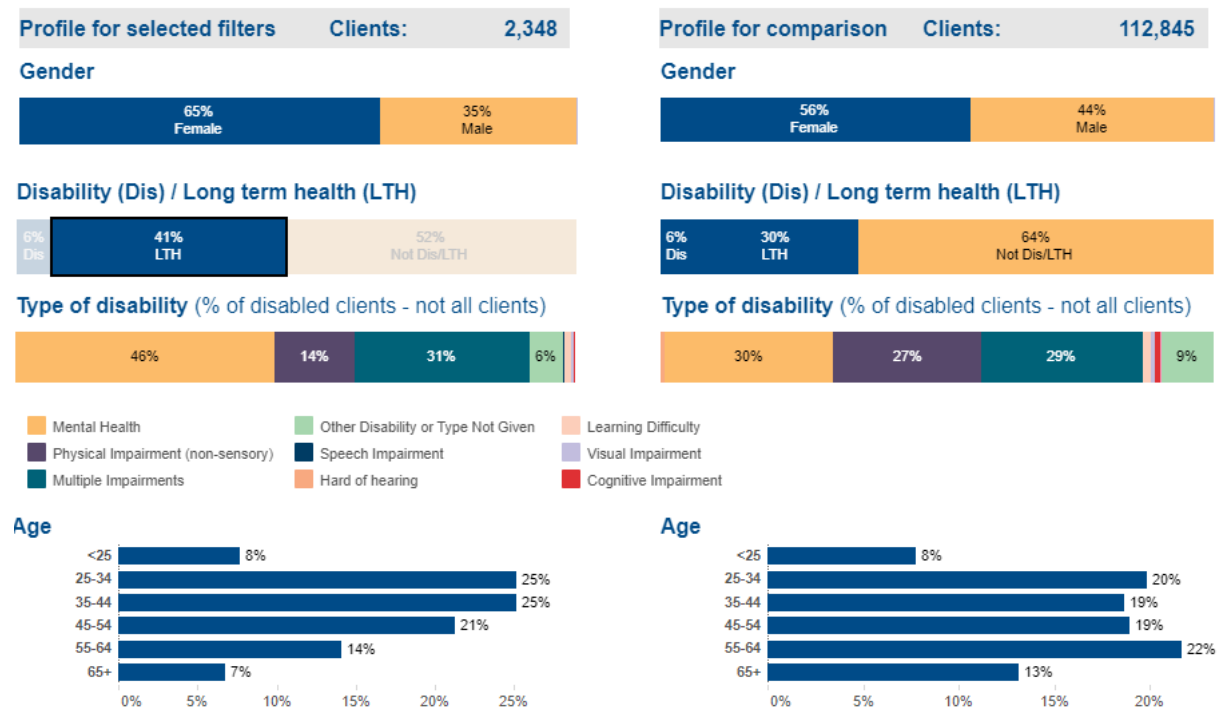 Profile for selected filters Clients: 2,348
Gender
65%
Female
35%
Male
Disability (Dis) / Long term health (LTH)
6%
Dis
41%
LTH
52%
Not Dis/LTH
Type of disability (% of disabled clients - not all clients)
46%
14%
31%
6%
Profile for comparison Clients: 112,845
Gender
56%
Female
44%
Male
Disability (Dis) / Long term health (LTH)
6%
Dis
30%
LTH
64%
Not Dis/LTH
Type of disability (% of disabled clients - not all clients)
30%
27%
29%
9%
Mental Health
Physical Impairment (non-sensory)
Multiple Impairments
Other Disability or Type Not Given
Speech Impairment
Hard of hearing
Learning Difficulty
Visual Impairment
Cognitive Impairment
Age
<25 8%
25-34 25%
35-44 25%
45-54 21%
55-64 14%
65+ 7%
0% 5% 10% 15% 20% 25%
Age
<25 8%
25-34 20%
35-44 19%
45-54 19%
55-64 22%
65+ 13%
0% 5% 10% 15% 20%